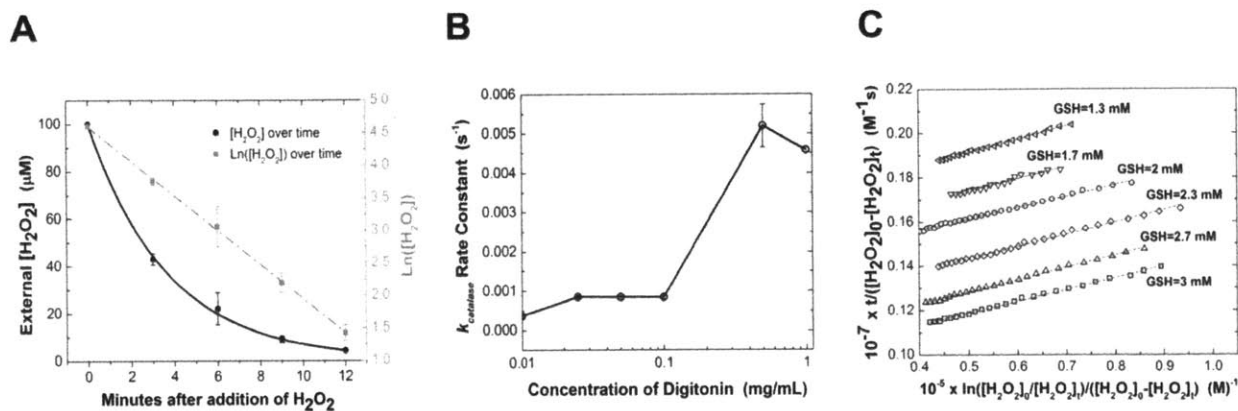 A
External [H₂O₂] (μM)
100
80
60
40
20
0
0 2 4 6 8 10 12
Minutes after addition of H₂O₂
[H₂O₂] over time
Ln([H₂O₂]) over time
5.0
4.5
4.0
3.5
3.0
2.5
2.0
1.5
1.0
Ln([H₂O₂])
B
k_catalase Rate Constant (s⁻¹)
0.006
0.005
0.004
0.003
0.002
0.001
0.000
0.01 0.1 1
Concentration of Digitonin (mg/mL)
C
10⁻⁷ x t/([H₂O₂]₀-[H₂O₂]t) (M⁻¹s)
0.22
0.20
0.18
0.16
0.14
0.12
0.10
GSH=1.3 mM
GSH=1.7 mM
GSH=2 mM
GSH=2.3 mM
GSH=2.7 mM
GSH=3 mM
0.4 0.5 0.6 0.7 0.8 0.9 1.0
10⁻⁵ x ln([H₂O₂]₀/[H₂O₂]t)/([H₂O₂]₀-[H₂O₂]t) (M)⁻¹